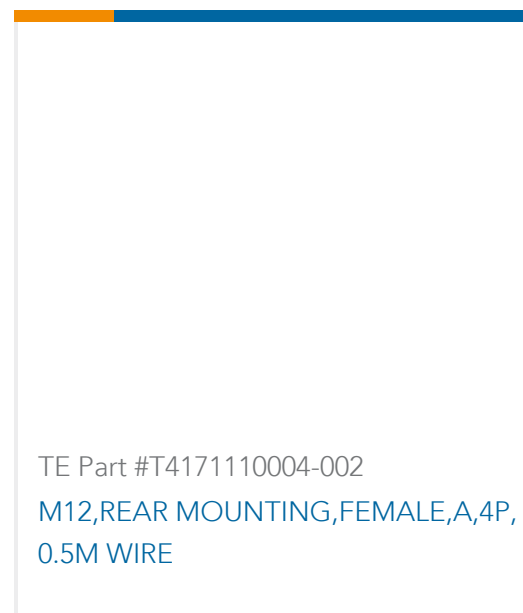 TE Part #T4171110004-002
M12,REAR MOUNTING,FEMALE,A,4P,
0.5M WIRE